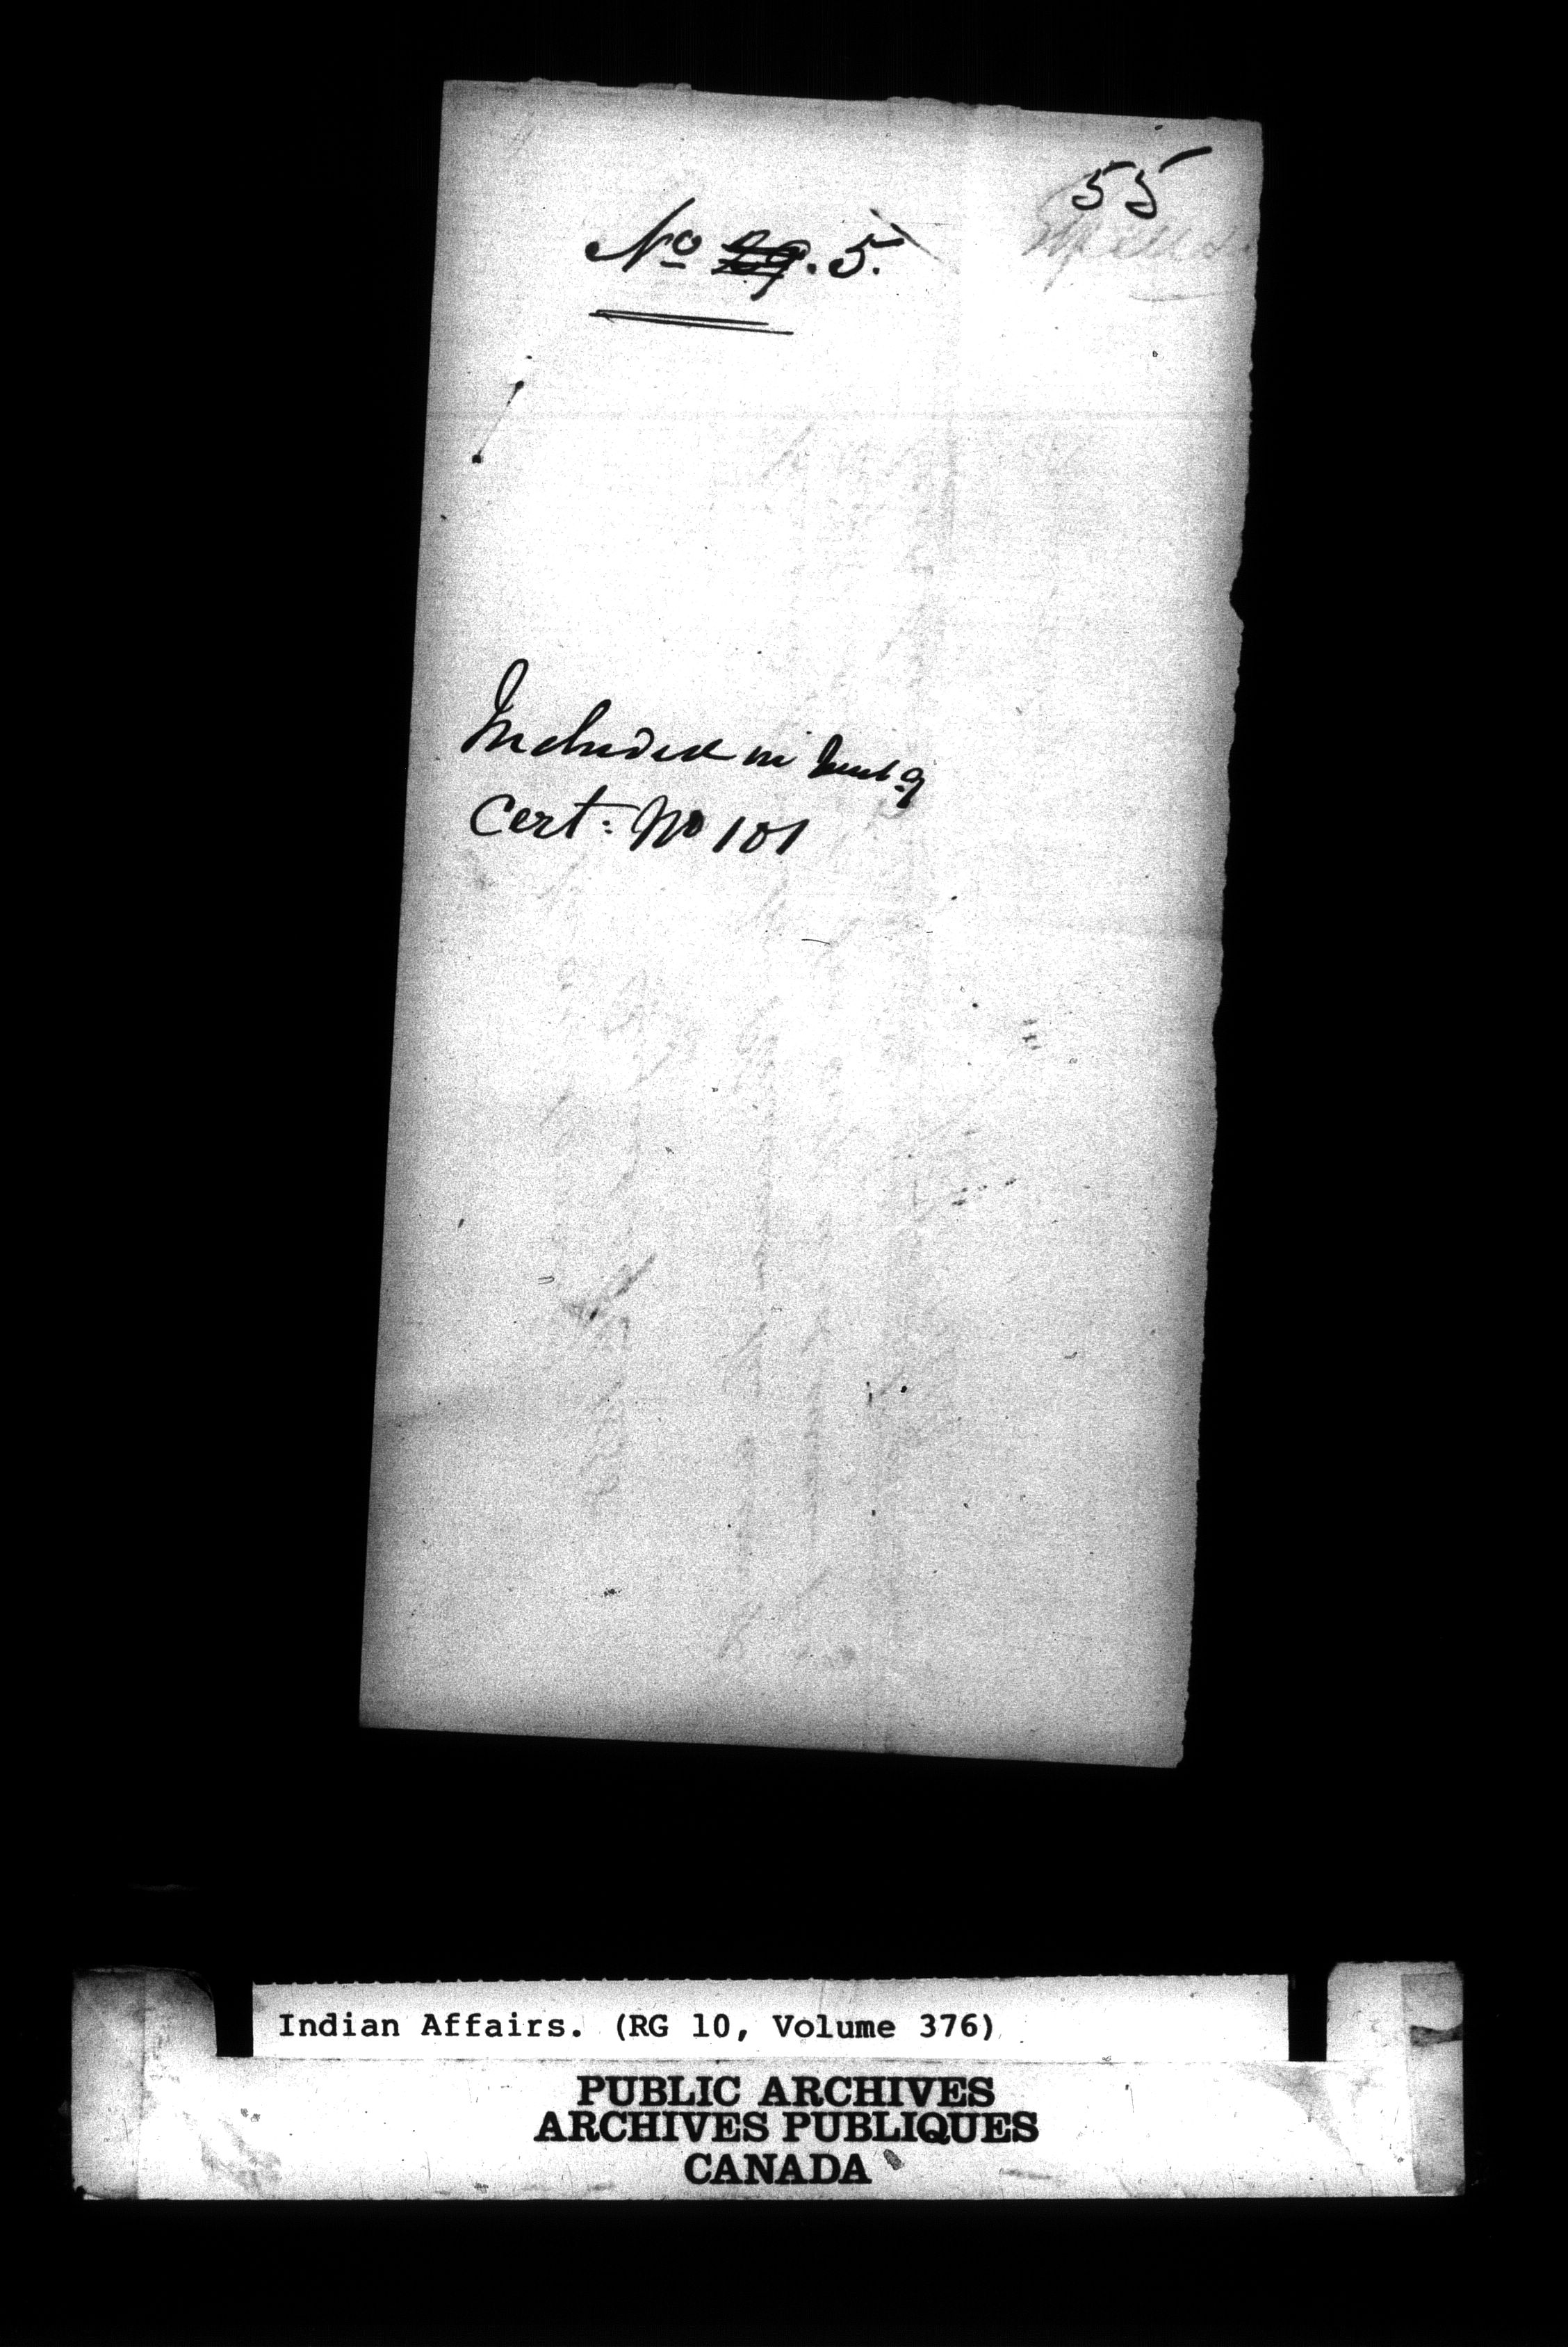 55
No 29. 5.
Included in
Cert: No 101
Indian Affairs. (RG 10, Volume 376)
PUBLIC ARCHIVES
ARCHIVES PUBLIQUES
CANADA